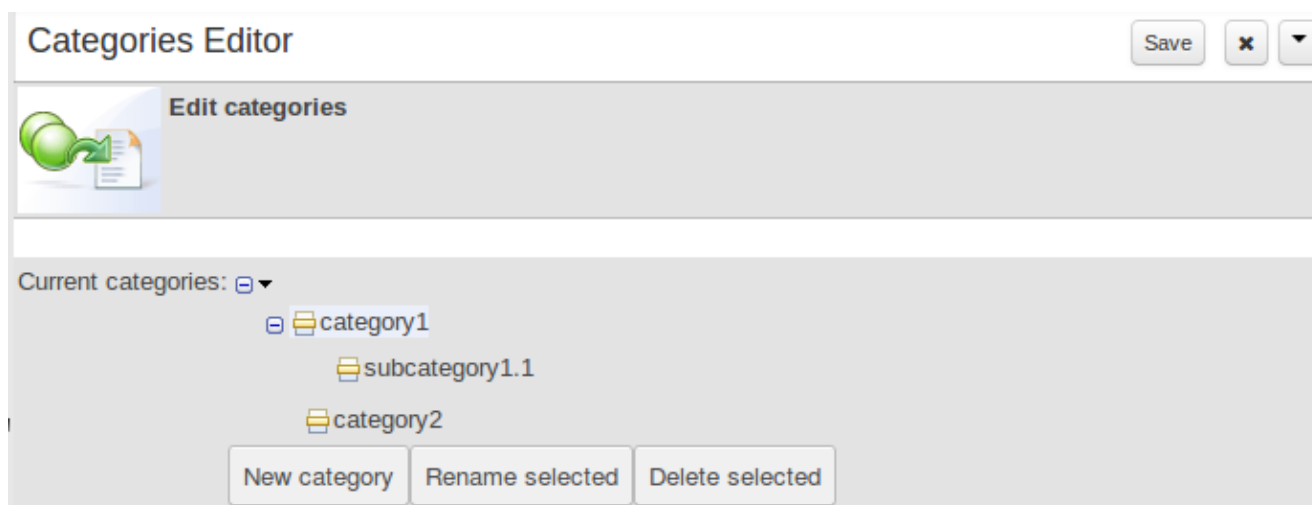 Categories Editor Save
Edit categories
Current categories:
category1
subcategory1.1
category2
New category Rename selected Delete selected